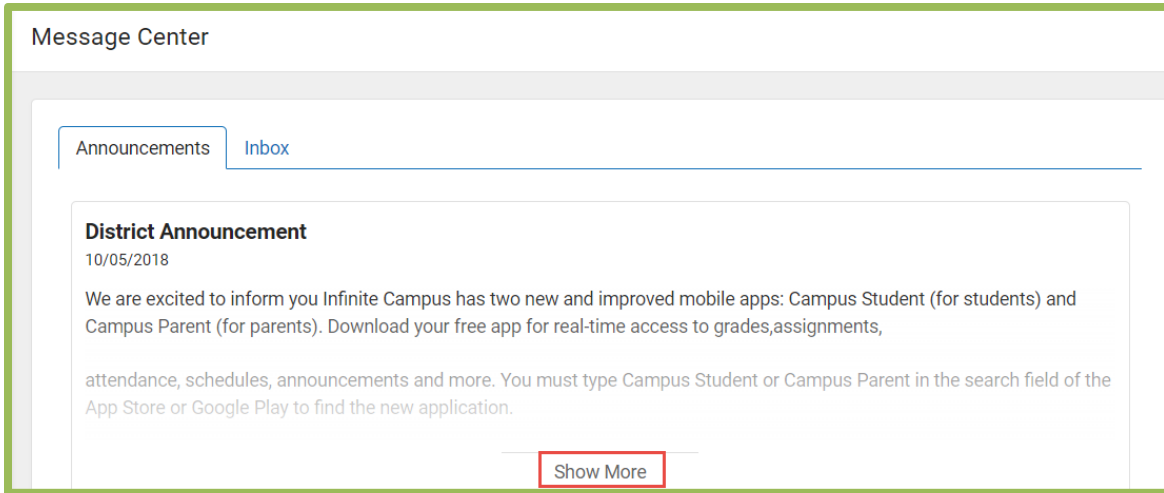 Message Center
Announcements Inbox
District Announcement
10/05/2018
We are excited to inform you Infinite Campus has two new and improved mobile apps: Campus Student (for students) and
Campus Parent (for parents). Download your free app for real-time access to grades,assignments,
attendance, schedules, announcements and more. You must type Campus Student or Campus Parent in the search field of the
App Store or Google Play to find the new application.
Show More